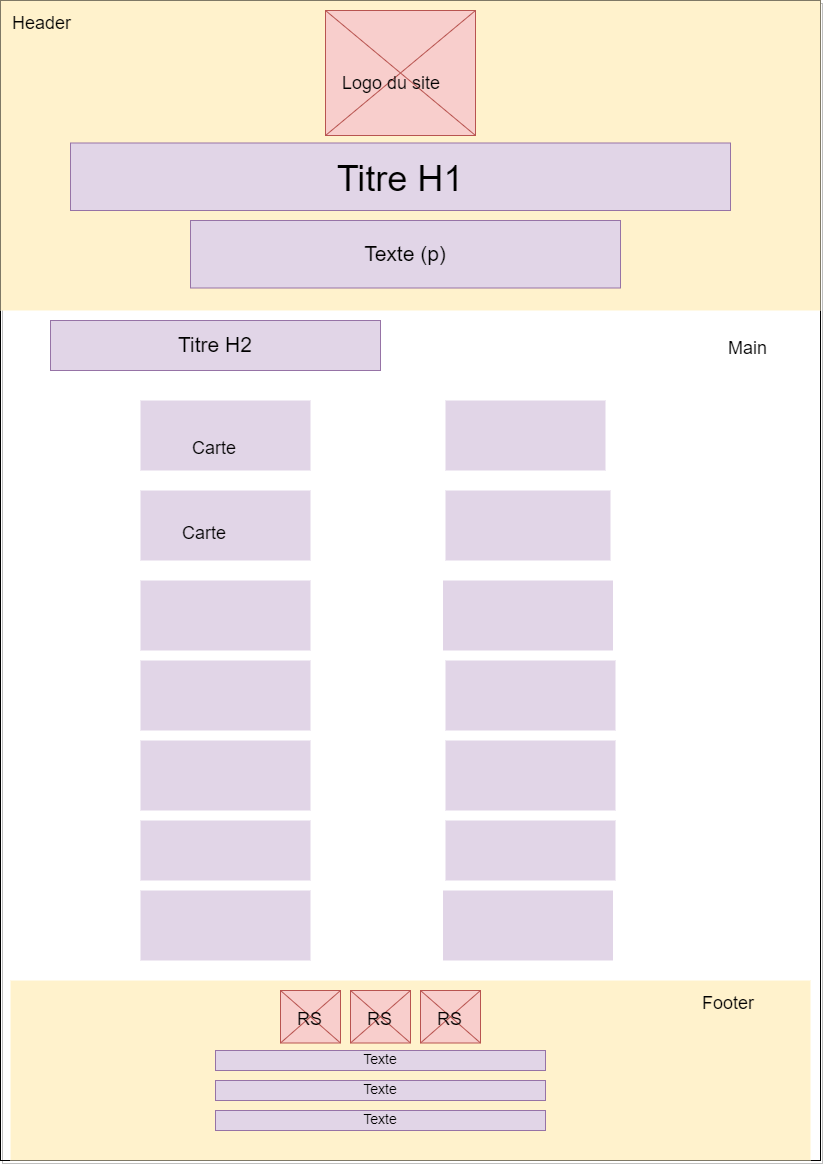 Header
Logo du site
Titre H1
Texte (p)
Titre H2
Main
Carte
Carte
Footer
RS RS RS
Texte
Texte
Texte